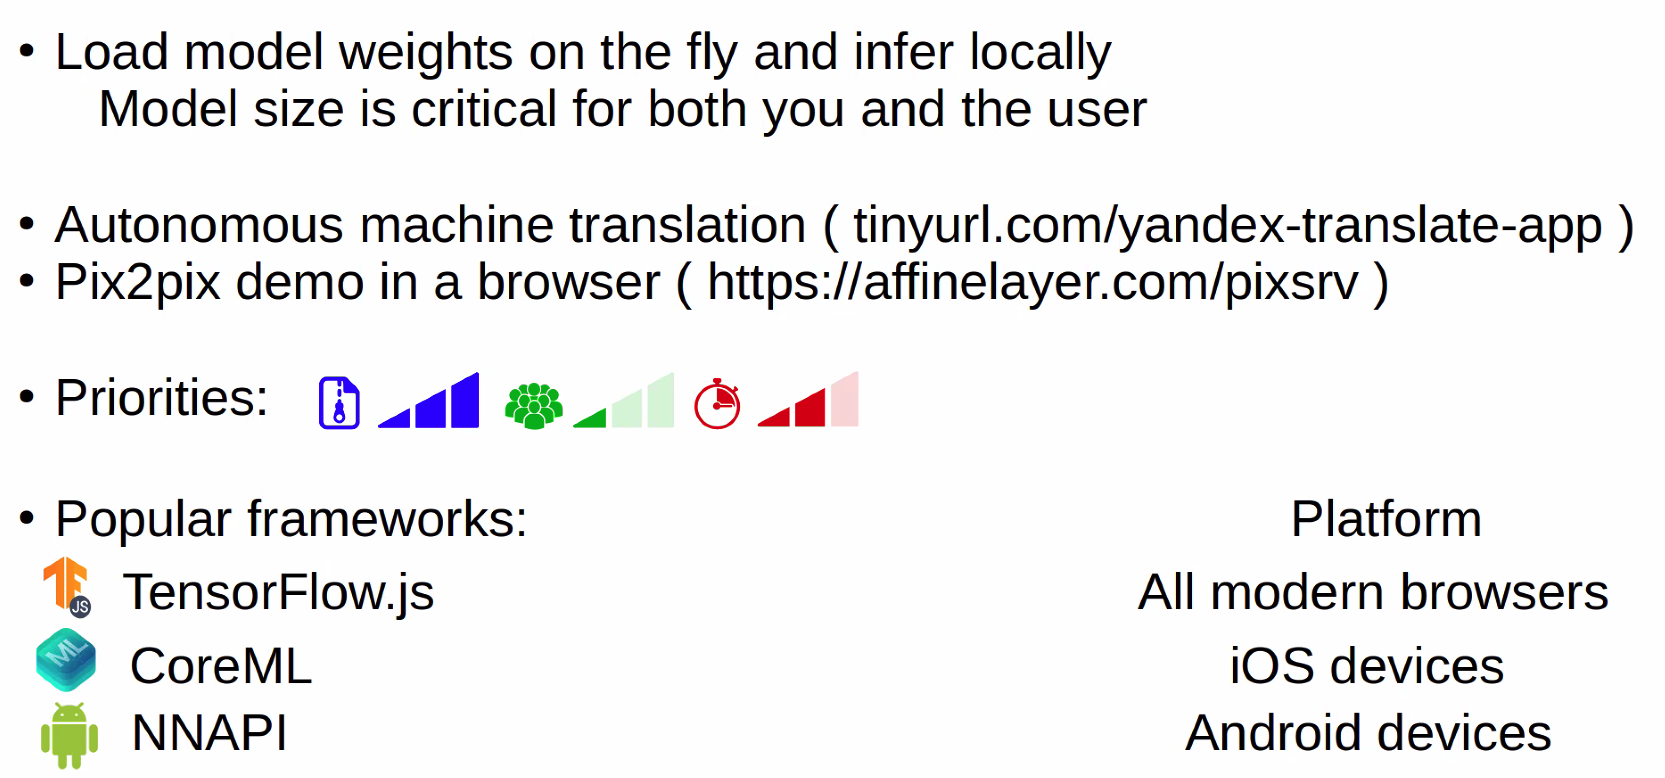 • Load model weights on the fly and infer locally
Model size is critical for both you and the user
• Autonomous machine translation ( tinyurl.com/yandex-translate-app )
• Pix2pix demo in a browser ( https://affinelayer.com/pixsrv )
• Priorities:
• Popular frameworks: Platform
JS TensorFlow.js All modern browsers
ML CoreML iOS devices
NNAPI Android devices